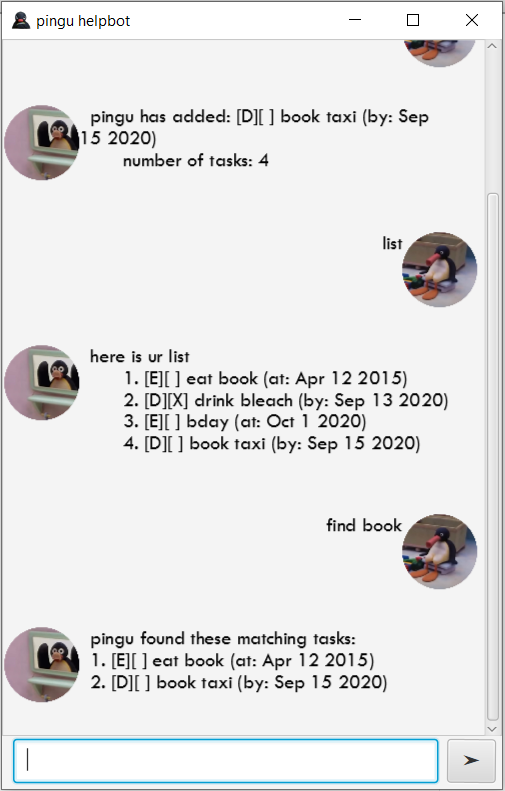 pingu helpbot
pingu has added: [D][ ] book taxi (by: Sep
15 2020)
number of tasks: 4
list
here is ur list
1. [E][ ] eat book (at: Apr 12 2015)
2. [D][X] drink bleach (by: Sep 13 2020)
3. [E][ ] bday (at: Oct 1 2020)
4. [D][ ] book taxi (by: Sep 15 2020)
find book
pingu found these matching tasks:
1. [E][ ] eat book (at: Apr 12 2015)
2. [D][ ] book taxi (by: Sep 15 2020)